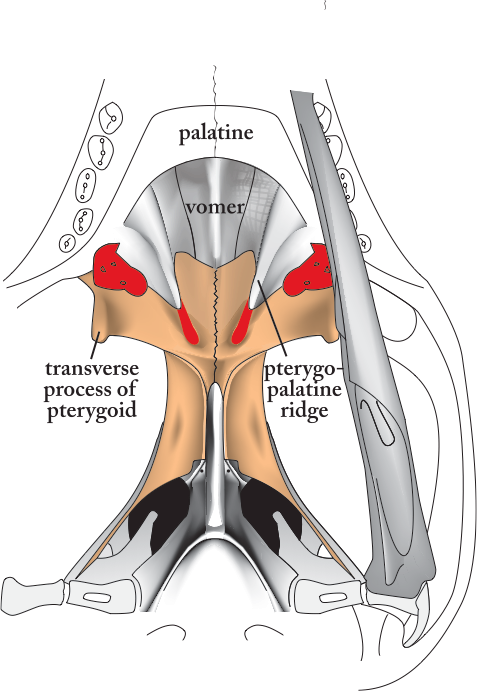 palatine
vomer
transverse
process of
pterygoid
pterygo-
palatine
ridge